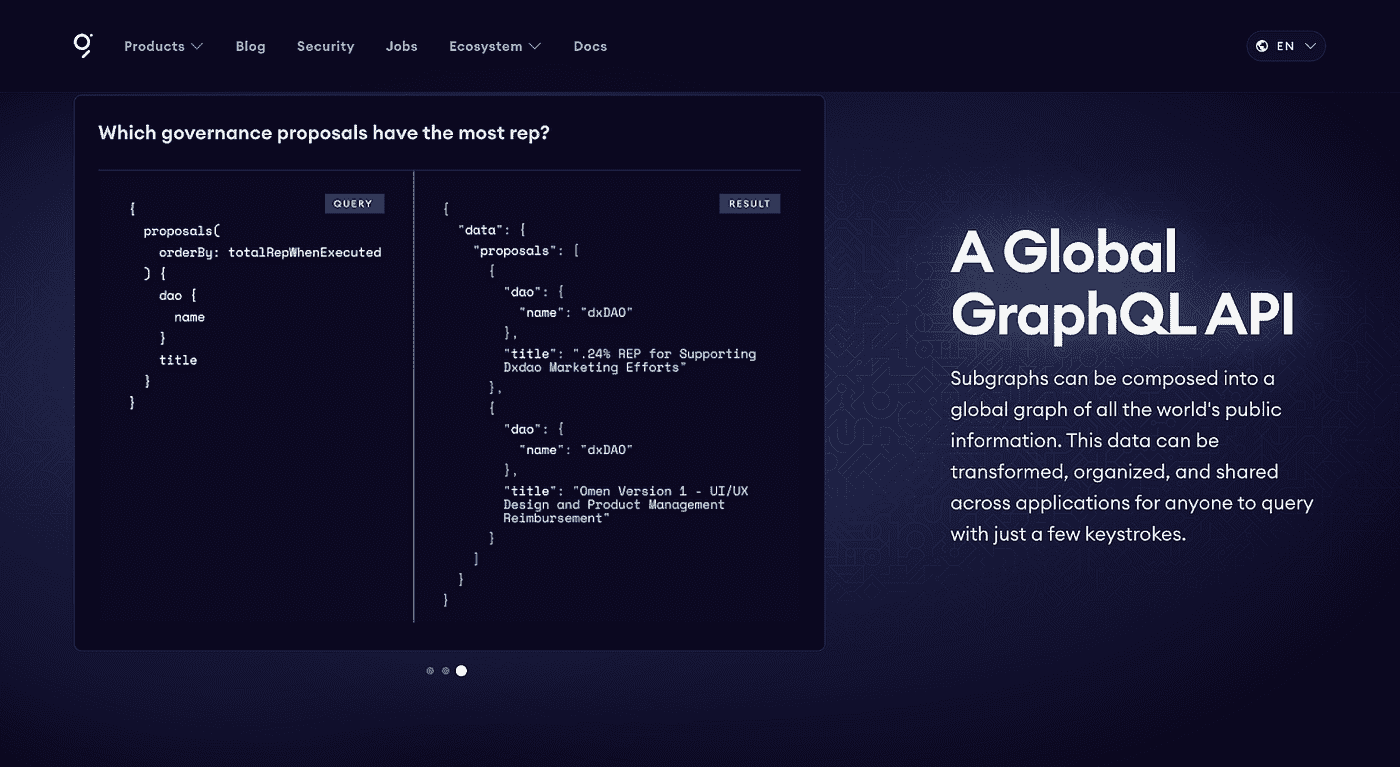 Products
Blog
Security
Jobs
Ecosystem
Docs
EN
Which governance proposals have the most rep?
QUERY
{
proposals(
orderBy: totalRepWhenExecuted
) {
dao {
name
}
title
}
}
RESULT
{
"data": {
"proposals": [
{
"dao": {
"name": "dxDAO"
},
"title": ".24% REP for Supporting
Dxdao Marketing Efforts"
},
{
"dao": {
"name": "dxDAO"
},
"title": "Omen Version 1 - UI/UX
Design and Product Management
Reimbursement"
}
]
}
}
A Global
GraphQL API
Subgraphs can be composed into a
global graph of all the world's public
information. This data can be
transformed, organized, and shared
across applications for anyone to query
with just a few keystrokes.